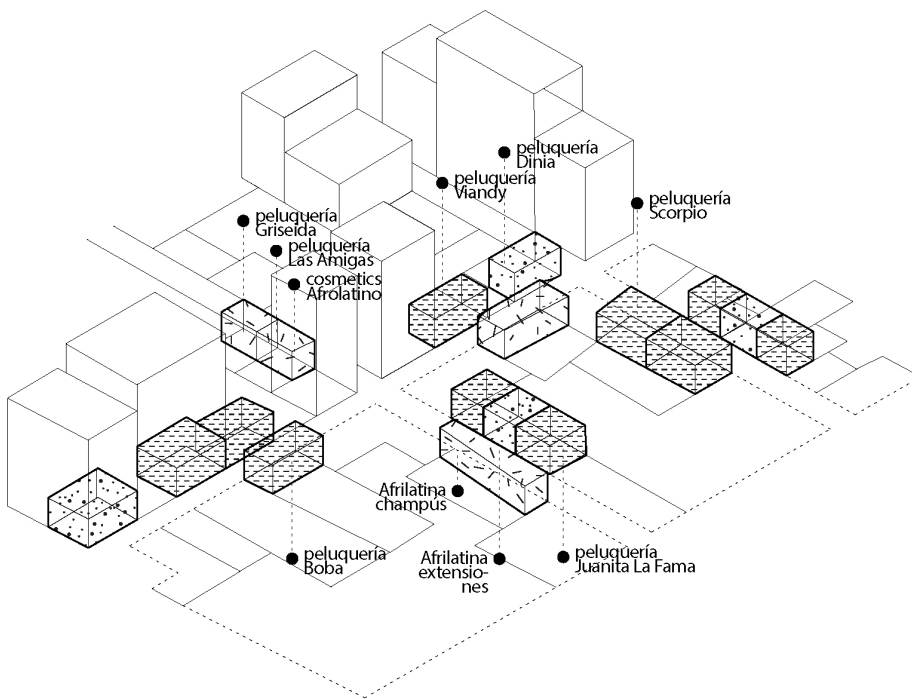 peluquería
Dinia
peluquería
Viandy
peluquería
Scorpio
peluquería
Griseida
peluquería
Las Amigas
cosmetics
Afrolatino
Afrilatina
champús
peluquería
Boba
Afrilatina
extensio-
nes
peluquería
Juanita La Fama